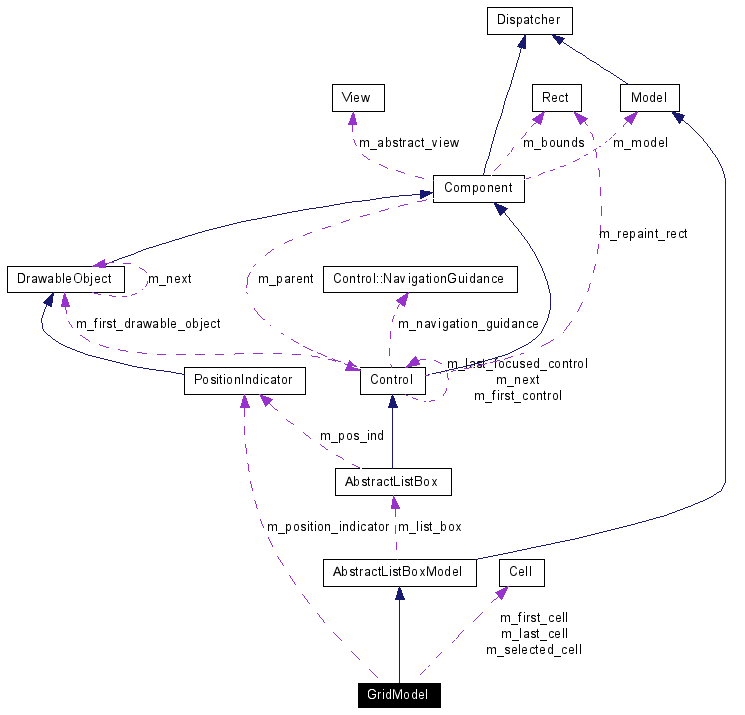 Dispatcher
View
Rect
Model
m_abstract_view
m_bounds
m_model
Component
m_repaint_rect
DrawableObject
m_next
m_parent
Control::NavigationGuidance
m_first_drawable_object
m_navigation_guidance
m_last_focused_control
m_next
m_first_control
PositionIndicator
Control
m_pos_ind
AbstractListBox
m_position_indicator
m_list_box
AbstractListBoxModel
Cell
m_first_cell
m_last_cell
m_selected_cell
GridModel